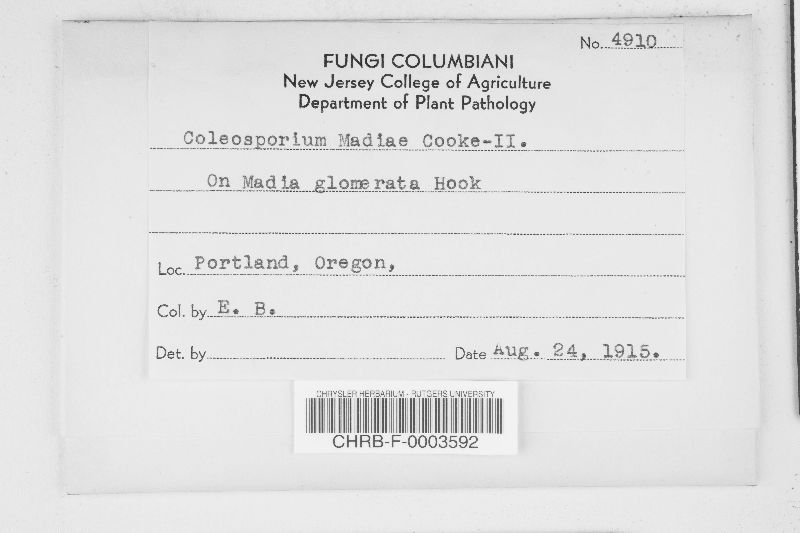 No. 4910
FUNGI COLUMBIANI
New Jersey College of Agriculture
Department of Plant Pathology
Coleosporium Madiae Cooke-II.
On Madia glomerata Hook
Loc. Portland, Oregon,
Col. by E. B.
Det. by
Date Aug. 24, 1915.
CHRYSLER HERBARIUM - RUTGERS UNIVERSITY
CHRB-F-0003592